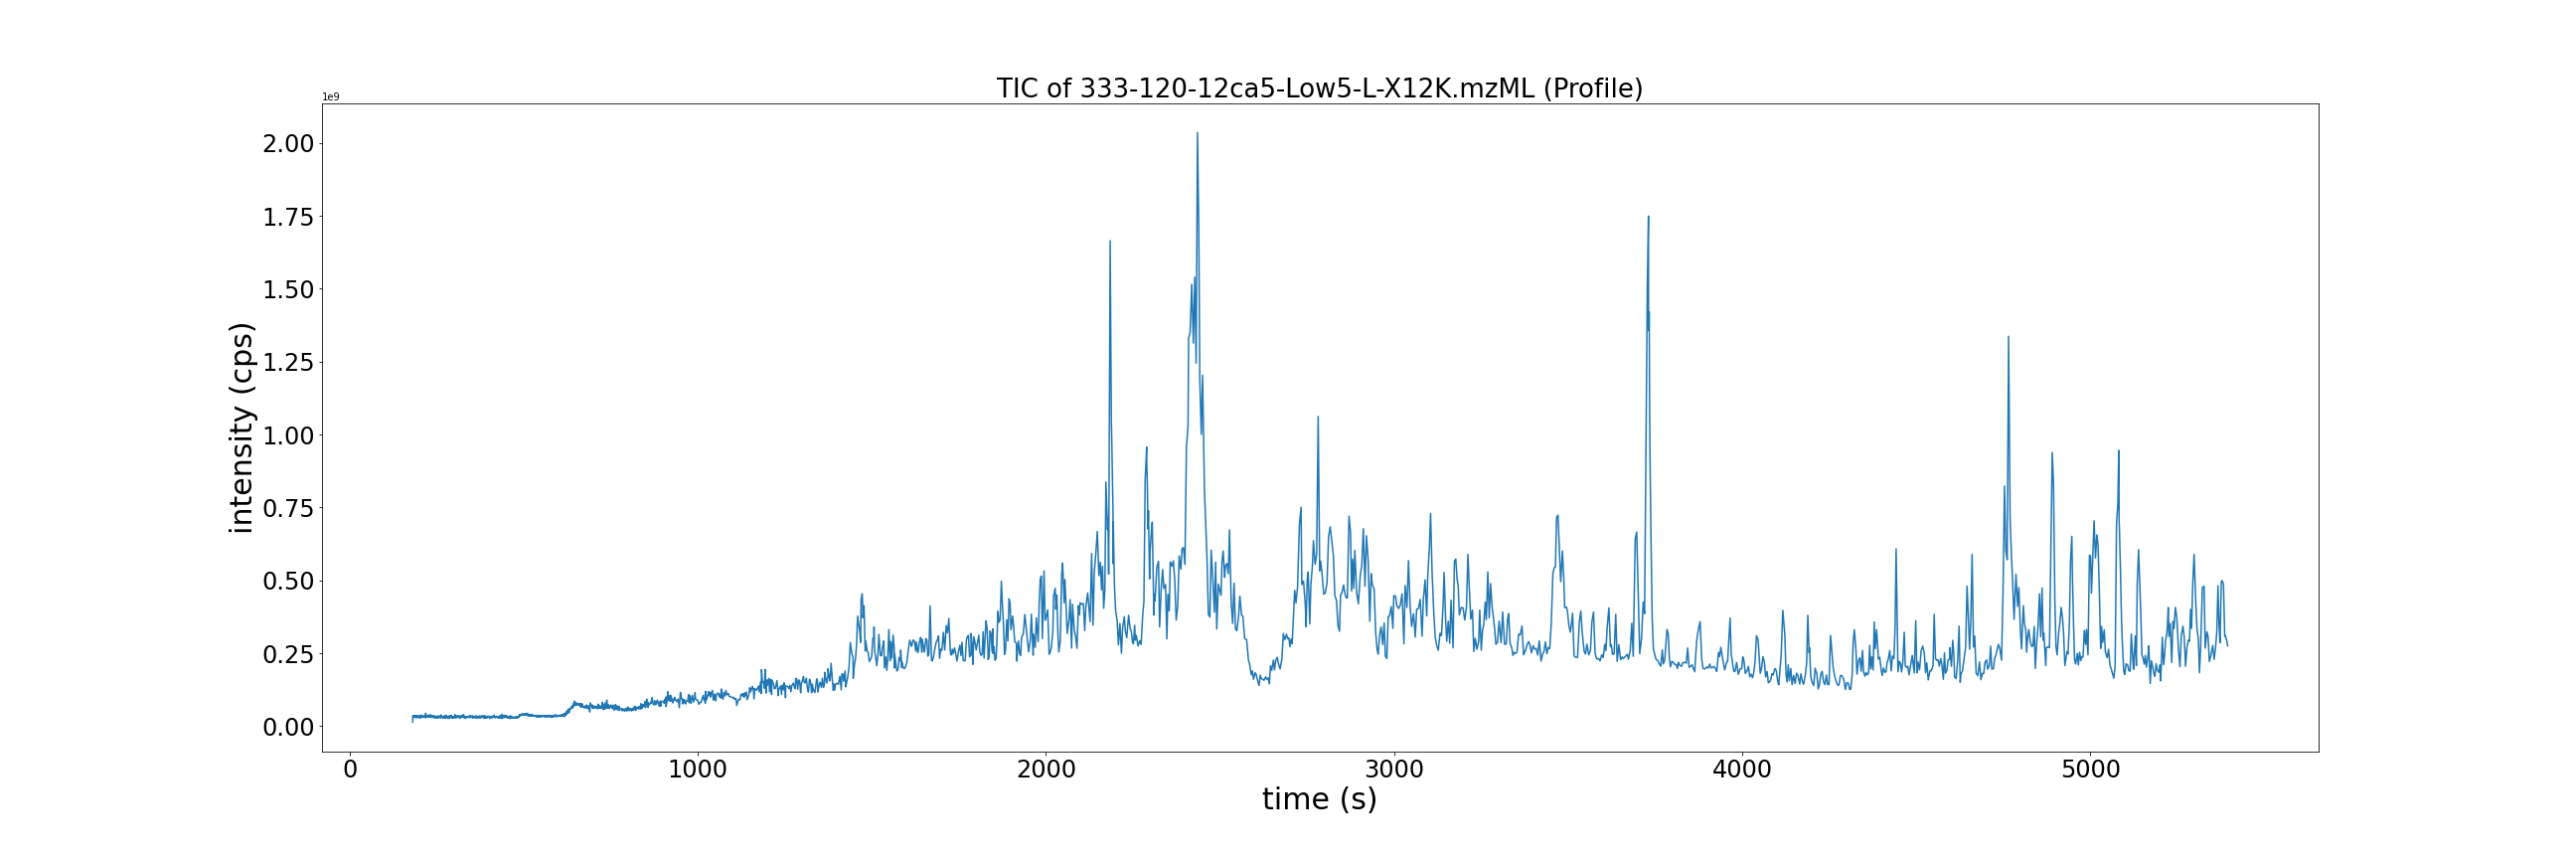 TIC of 333-120-12ca5-Low5-L-X12K.mzML (Profile)
1e9
2.00
1.75
1.50
1.25
1.00
0.75
0.50
0.25
0.00
intensity (cps)
0 1000 2000 3000 4000 5000
time (s)